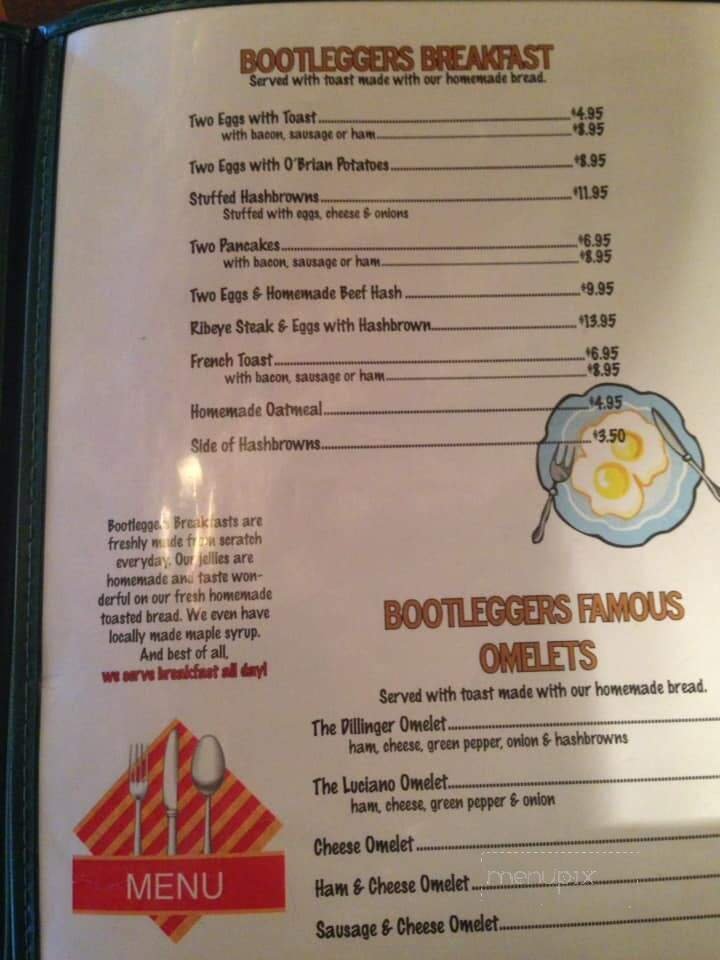 BOOTLEGGERS BREAKFAST
Served with toast made with our homemade bread.
Two Eggs with Toast $4.95
with bacon, sausage or ham $8.95
Two Eggs with O'Brian Potatoes $8.95
Stuffed Hashbrowns $11.95
Stuffed with eggs, cheese & onions
Two Pancakes $6.95
with bacon, sausage or ham $8.95
Two Eggs & Homemade Beef Hash $9.95
Ribeye Steak & Eggs with Hashbrown $13.95
French Toast $6.95
with bacon, sausage or ham $8.95
Homemade Oatmeal $4.95
Side of Hashbrowns $3.50
Bootleggers Breakfasts are
freshly made from scratch
everyday. Our jellies are
homemade and taste won-
derful on our fresh homemade
toasted bread. We even have
locally made maple syrup.
And best of all,
we serve breakfast all day!
BOOTLEGGERS FAMOUS
OMELETS
Served with toast made with our homemade bread.
The Dillinger Omelet
ham, cheese, green pepper, onion & hashbrowns
The Luciano Omelet
ham, cheese, green pepper & onion
Cheese Omelet
Ham & Cheese Omelet
Sausage & Cheese Omelet
MENU
menupix